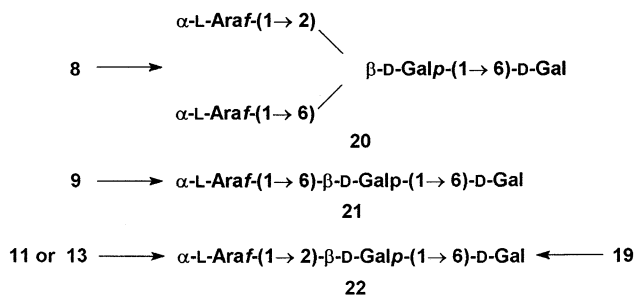 α-L-Araf-(1→ 2)
8 ⟶ β-D-Galp-(1→ 6)-D-Gal
α-L-Araf-(1→ 6)
20
9 ⟶ α-L-Araf-(1→ 6)-β-D-Galp-(1→ 6)-D-Gal
21
11 or 13 ⟶ α-L-Araf-(1→ 2)-β-D-Galp-(1→ 6)-D-Gal ⟵ 19
22